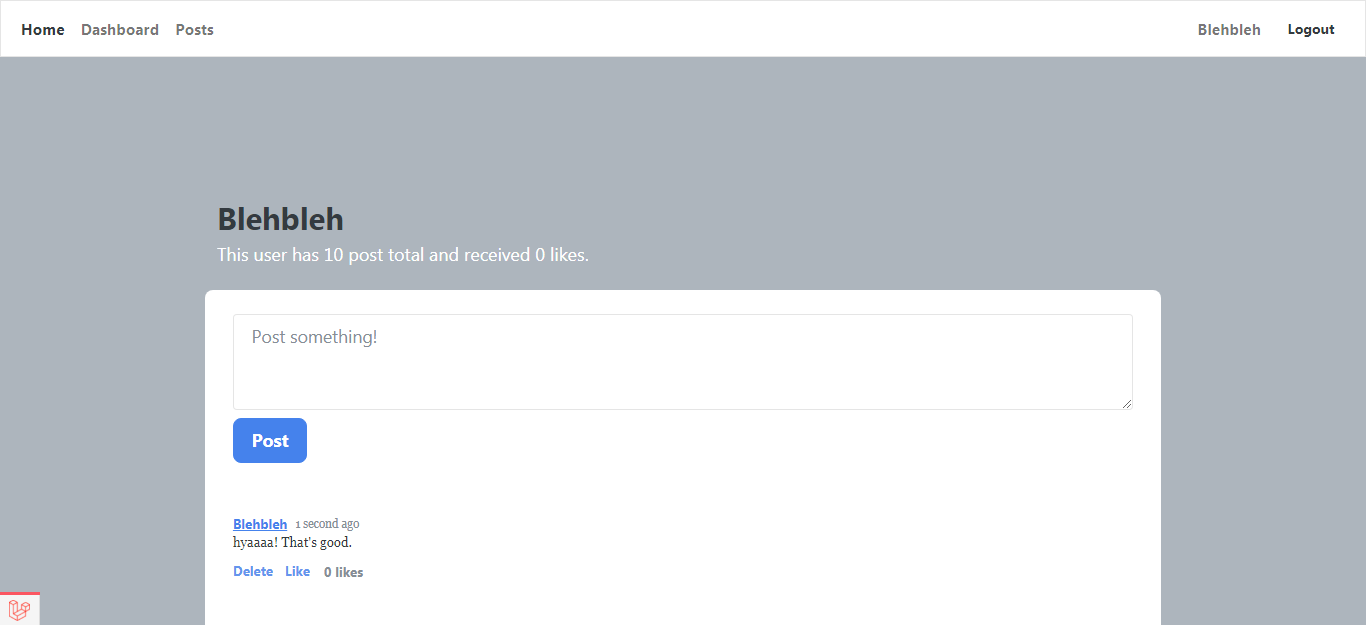 Home Dashboard Posts Blehbleh Logout
Blehbleh
This user has 10 post total and received 0 likes.
Post something!
Post
Blehbleh 1 second ago
hyaaaa! That's good.
Delete Like 0 likes